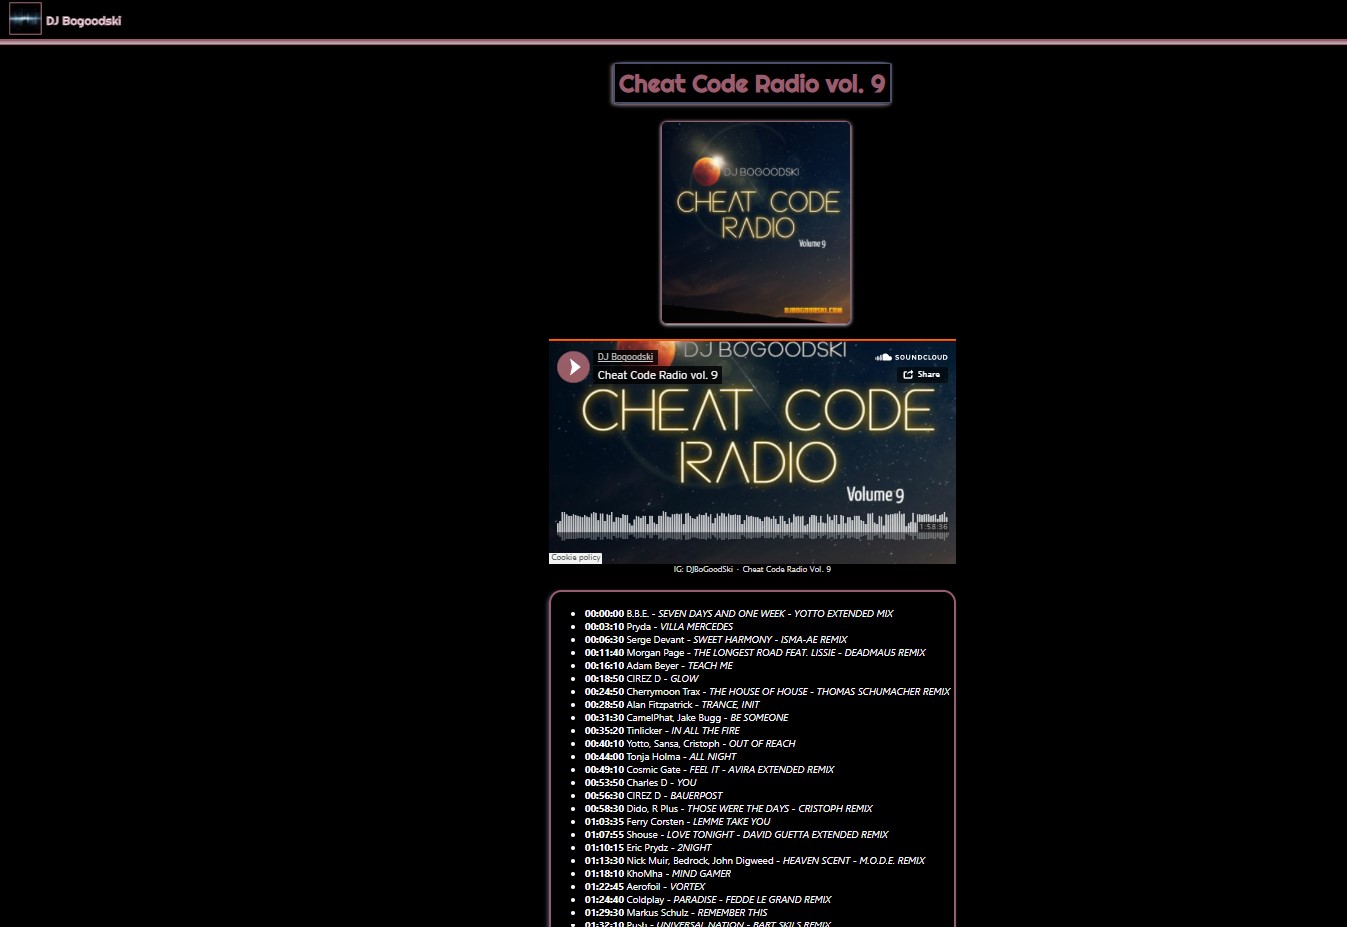 DJ Bogoodski
Cheat Code Radio vol. 9
DJ BOGOODSKI
CHEAT CODE
RADIO
Volume 9
DJBOGOODSKI.COM
DJ BOGOODSKI
DJ Bogoodski
SOUNDCLOUD
Cheat Code Radio vol. 9
Share
CHEAT CODE
RADIO
Volume 9
1:58:36
Cookie policy
IG: DJBoGoodSki · Cheat Code Radio Vol. 9
• 00:00:00 B.B.E. - SEVEN DAYS AND ONE WEEK - YOTTO EXTENDED MIX
• 00:03:10 Pryda - VILLA MERCEDES
• 00:06:30 Serge Devant - SWEET HARMONY - ISMA-AE REMIX
• 00:11:40 Morgan Page - THE LONGEST ROAD FEAT. LISSIE - DEADMAU5 REMIX
• 00:16:10 Adam Beyer - TEACH ME
• 00:18:50 CIREZ D - GLOW
• 00:24:50 Cherrymoon Trax - THE HOUSE OF HOUSE - THOMAS SCHUMACHER REMIX
• 00:28:50 Alan Fitzpatrick - TRANCE, INIT
• 00:31:30 CamelPhat, Jake Bugg - BE SOMEONE
• 00:35:20 Tinlicker - IN ALL THE FIRE
• 00:40:10 Yotto, Sansa, Cristoph - OUT OF REACH
• 00:44:00 Tonja Holma - ALL NIGHT
• 00:49:10 Cosmic Gate - FEEL IT - AVIRA EXTENDED REMIX
• 00:53:50 Charles D - YOU
• 00:56:30 CIREZ D - BAUERPOST
• 00:58:30 Dido, R Plus - THOSE WERE THE DAYS - CRISTOPH REMIX
• 01:03:35 Ferry Corsten - LEMME TAKE YOU
• 01:07:55 Shouse - LOVE TONIGHT - DAVID GUETTA EXTENDED REMIX
• 01:10:15 Eric Prydz - 2NIGHT
• 01:13:30 Nick Muir, Bedrock, John Digweed - HEAVEN SCENT - M.O.D.E. REMIX
• 01:18:10 KhoMha - MIND GAMER
• 01:22:45 Aerofoil - VORTEX
• 01:24:40 Coldplay - PARADISE - FEDDE LE GRAND REMIX
• 01:29:30 Markus Schulz - REMEMBER THIS
• 01:32:10 Push - UNIVERSAL NATION - BART SKILS REMIX